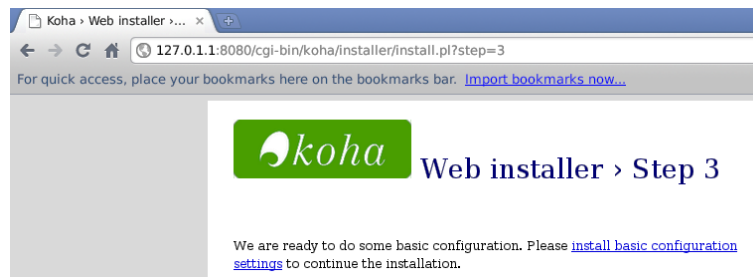 Koha › Web installer ›...
127.0.1.1:8080/cgi-bin/koha/installer/install.pl?step=3
For quick access, place your bookmarks here on the bookmarks bar. Import bookmarks now...
koha Web installer › Step 3
We are ready to do some basic configuration. Please install basic configuration
settings to continue the installation.